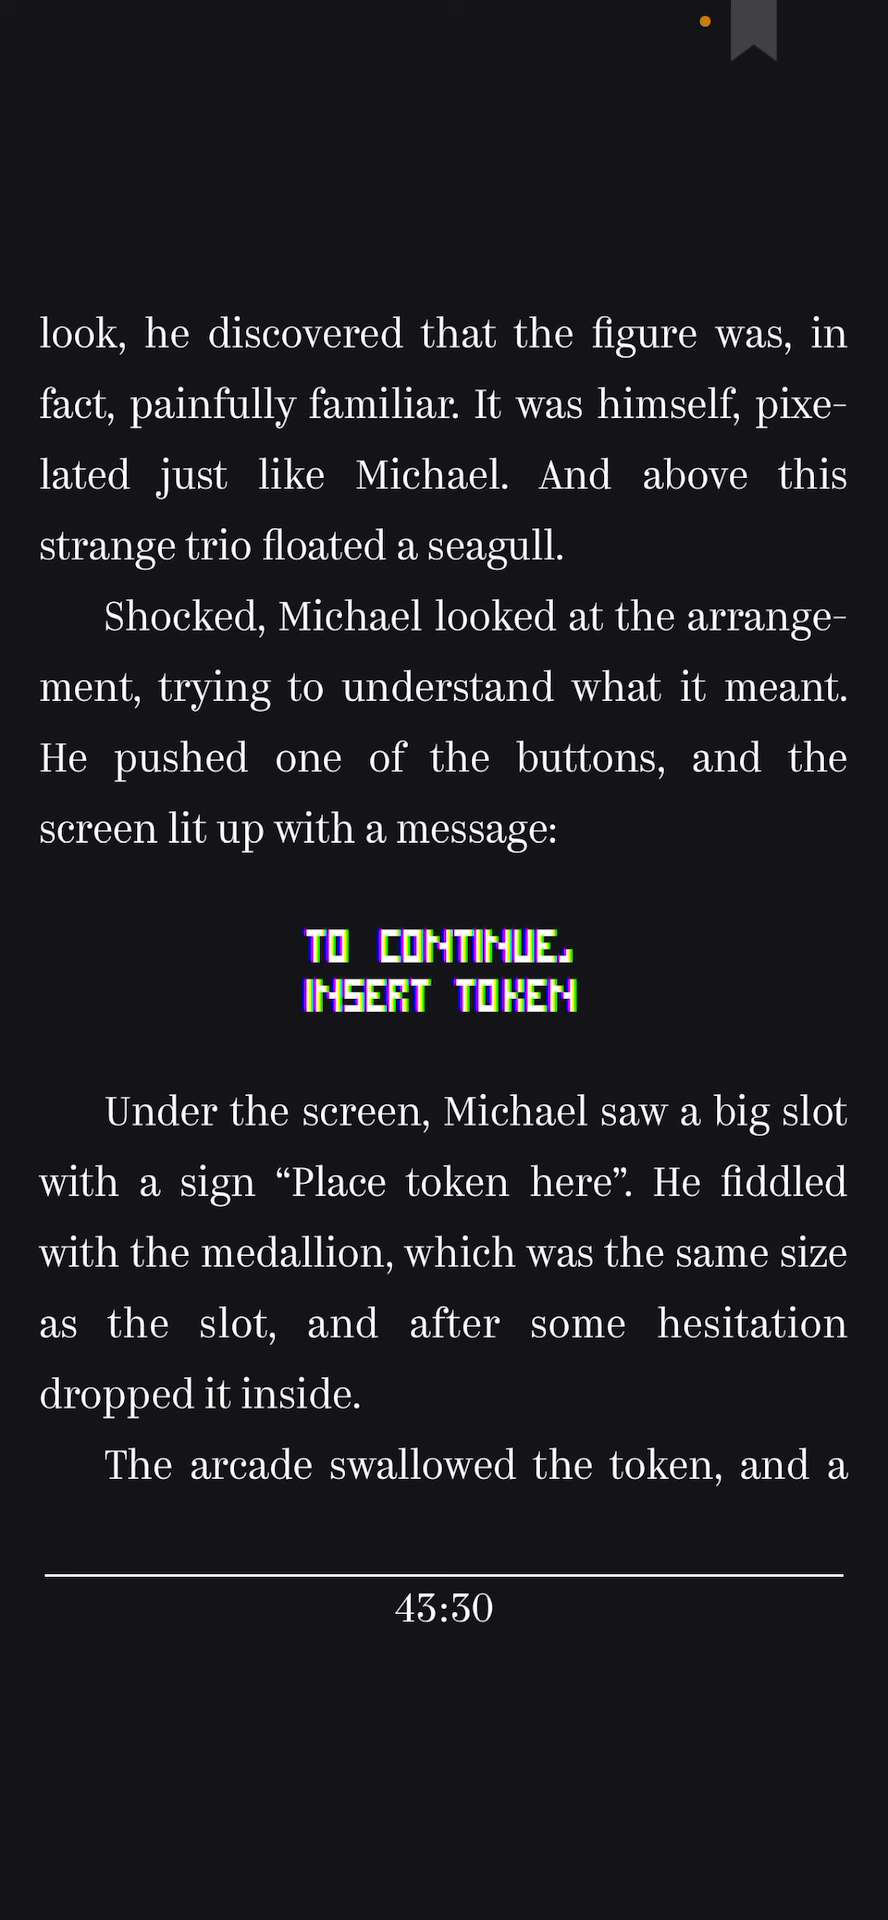 look, he discovered that the figure was, in
fact, painfully familiar. It was himself, pixe-
lated just like Michael. And above this
strange trio floated a seagull.
Shocked, Michael looked at the arrange-
ment, trying to understand what it meant.
He pushed one of the buttons, and the
screen lit up with a message:
TO CONTINUE,
INSERT TOKEN
Under the screen, Michael saw a big slot
with a sign “Place token here”. He fiddled
with the medallion, which was the same size
as the slot, and after some hesitation
dropped it inside.
The arcade swallowed the token, and a
43:30